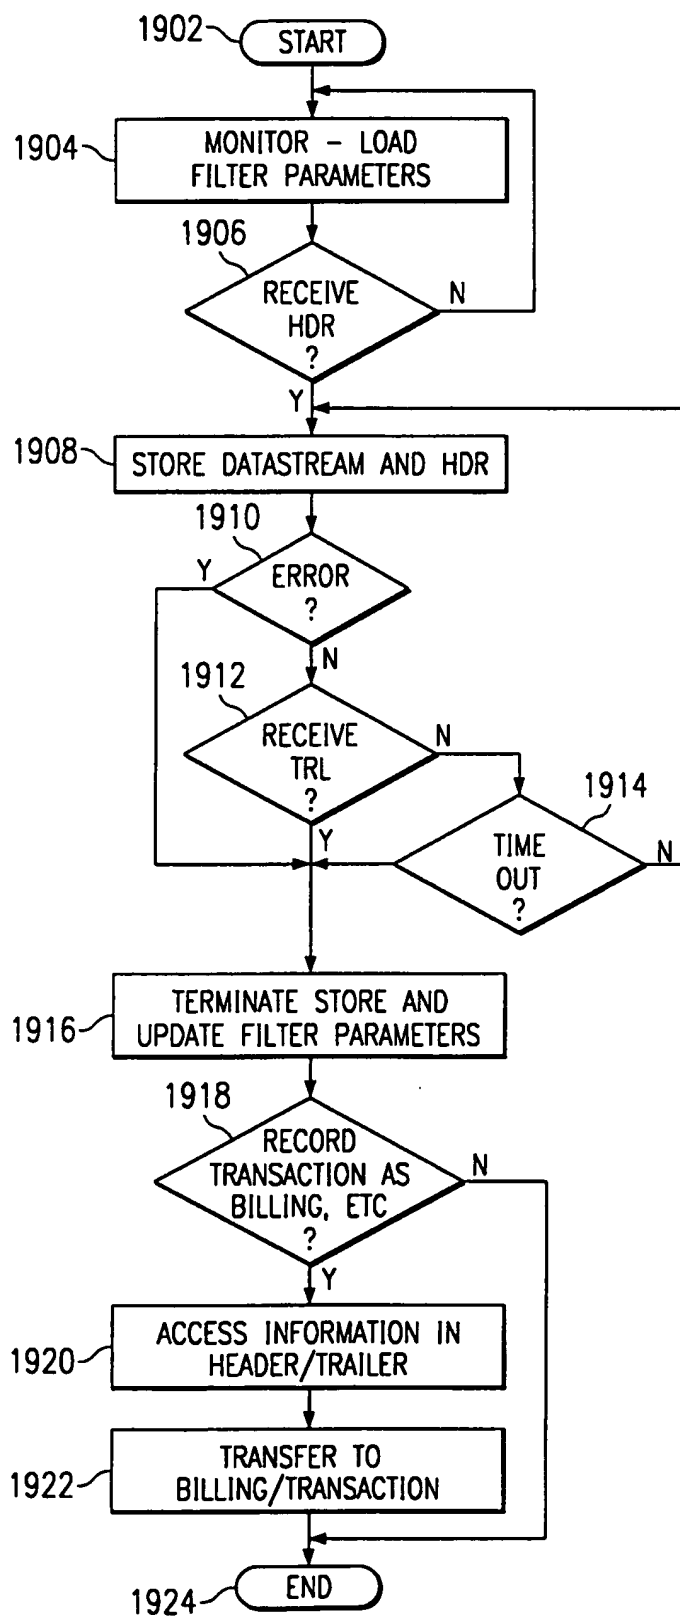 1902
START
1904
MONITOR - LOAD
FILTER PARAMETERS
1906
RECEIVE
HDR
?
N
Y
1908
STORE DATASTREAM AND HDR
1910
Y
ERROR
?
N
1912
RECEIVE
TRL
?
N
Y
1914
TIME
OUT
?
N
1916
TERMINATE STORE AND
UPDATE FILTER PARAMETERS
1918
RECORD
TRANSACTION AS
BILLING, ETC
?
N
Y
1920
ACCESS INFORMATION IN
HEADER/TRAILER
1922
TRANSFER TO
BILLING/TRANSACTION
1924
END